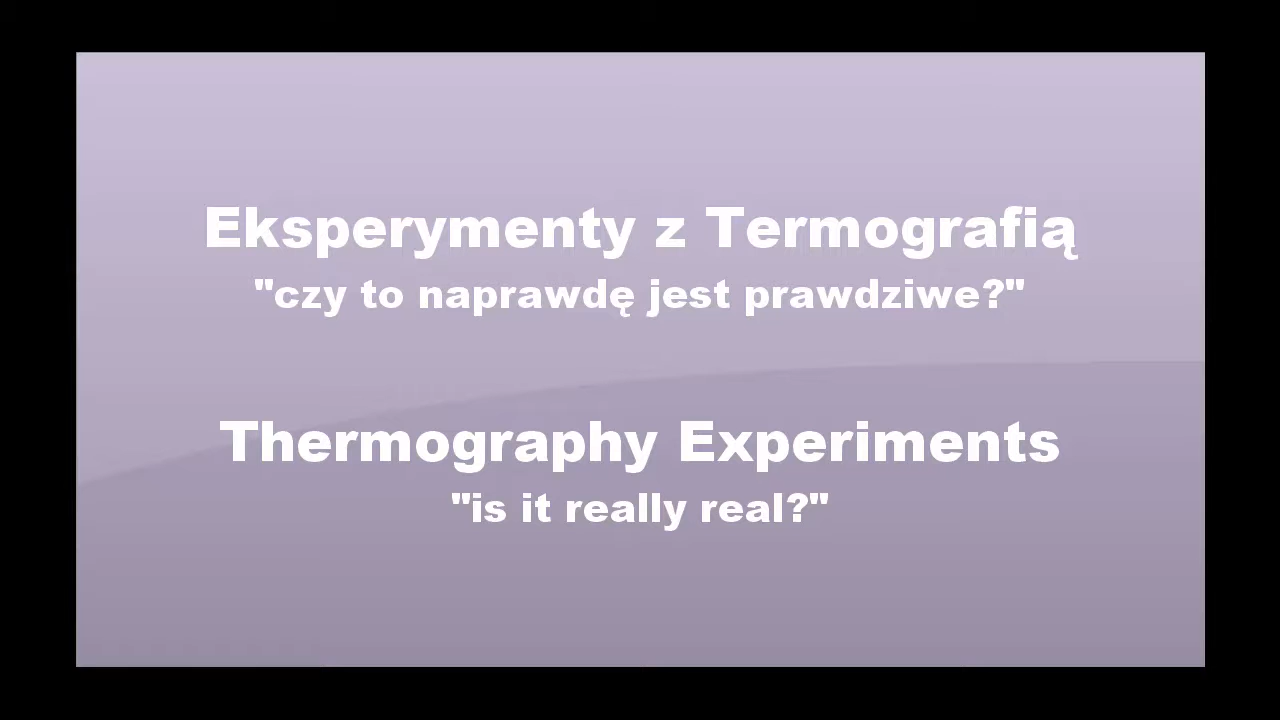 Eksperymenty z Termografią
"czy to naprawdę jest prawdziwe?"
Thermography Experiments
"is it really real?"